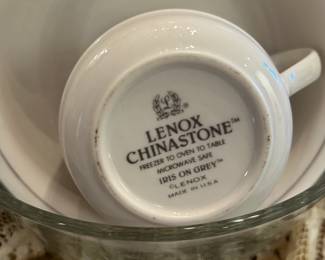 L
LENOX
CHINASTONE™
FREEZER TO OVEN TO TABLE
MICROWAVE SAFE
IRIS ON GREY™
©LENOX
MADE IN U.S.A.